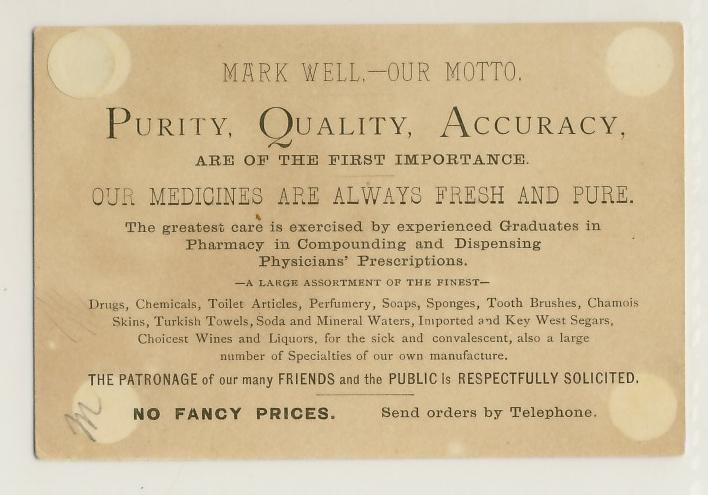 MARK WELL.—OUR MOTTO.
PURITY, QUALITY, ACCURACY,
ARE OF THE FIRST IMPORTANCE.
OUR MEDICINES ARE ALWAYS FRESH AND PURE.
The greatest care is exercised by experienced Graduates in
Pharmacy in Compounding and Dispensing
Physicians' Prescriptions.
—A LARGE ASSORTMENT OF THE FINEST—
Drugs, Chemicals, Toilet Articles, Perfumery, Soaps, Sponges, Tooth Brushes, Chamois
Skins, Turkish Towels, Soda and Mineral Waters, Imported and Key West Segars,
Choicest Wines and Liquors, for the sick and convalescent, also a large
number of Specialties of our own manufacture.
THE PATRONAGE of our many FRIENDS and the PUBLIC is RESPECTFULLY SOLICITED.
NO FANCY PRICES. Send orders by Telephone.
m